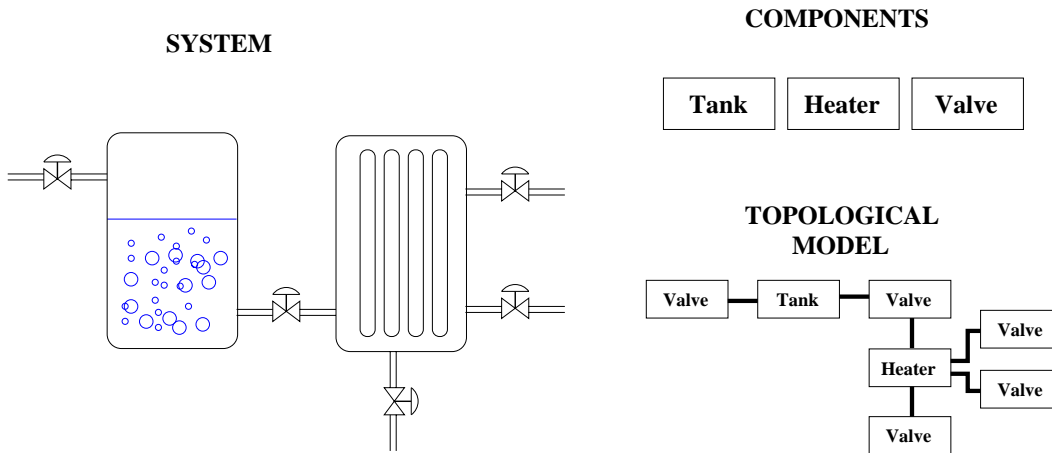 SYSTEM
COMPONENTS
Tank Heater Valve
TOPOLOGICAL
MODEL
Valve Tank Valve
Valve
Heater
Valve
Valve